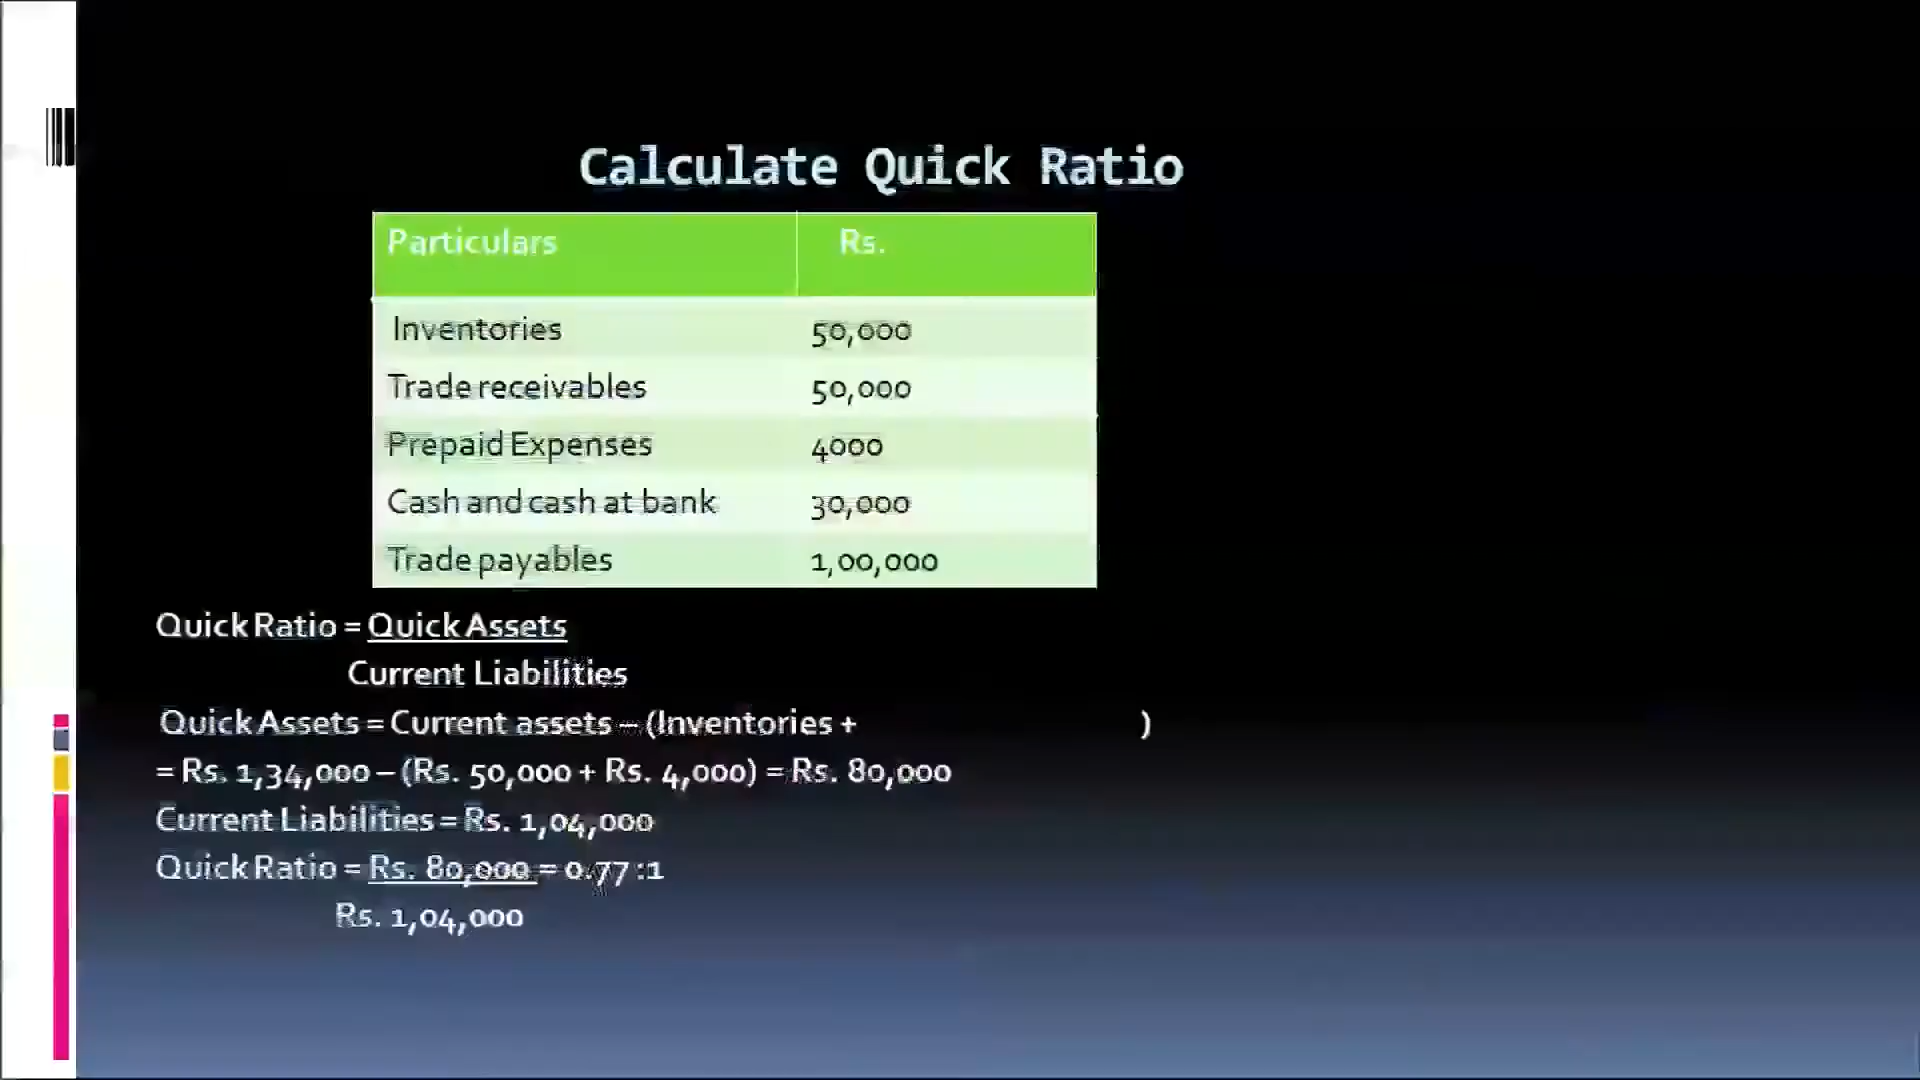 Calculate Quick Ratio
Particulars Rs.
Inventories 50,000
Trade receivables 50,000
Prepaid Expenses 4000
Cash and cash at bank 30,000
Trade payables 1,00,000
Quick Ratio = Quick Assets
Current Liabilities
Quick Assets = Current assets – (Inventories + )
= Rs. 1,34,000 – (Rs. 50,000 + Rs. 4,000) = Rs. 80,000
Current Liabilities = Rs. 1,04,000
Quick Ratio = Rs. 80,000 = 0.77 :1
Rs. 1,04,000